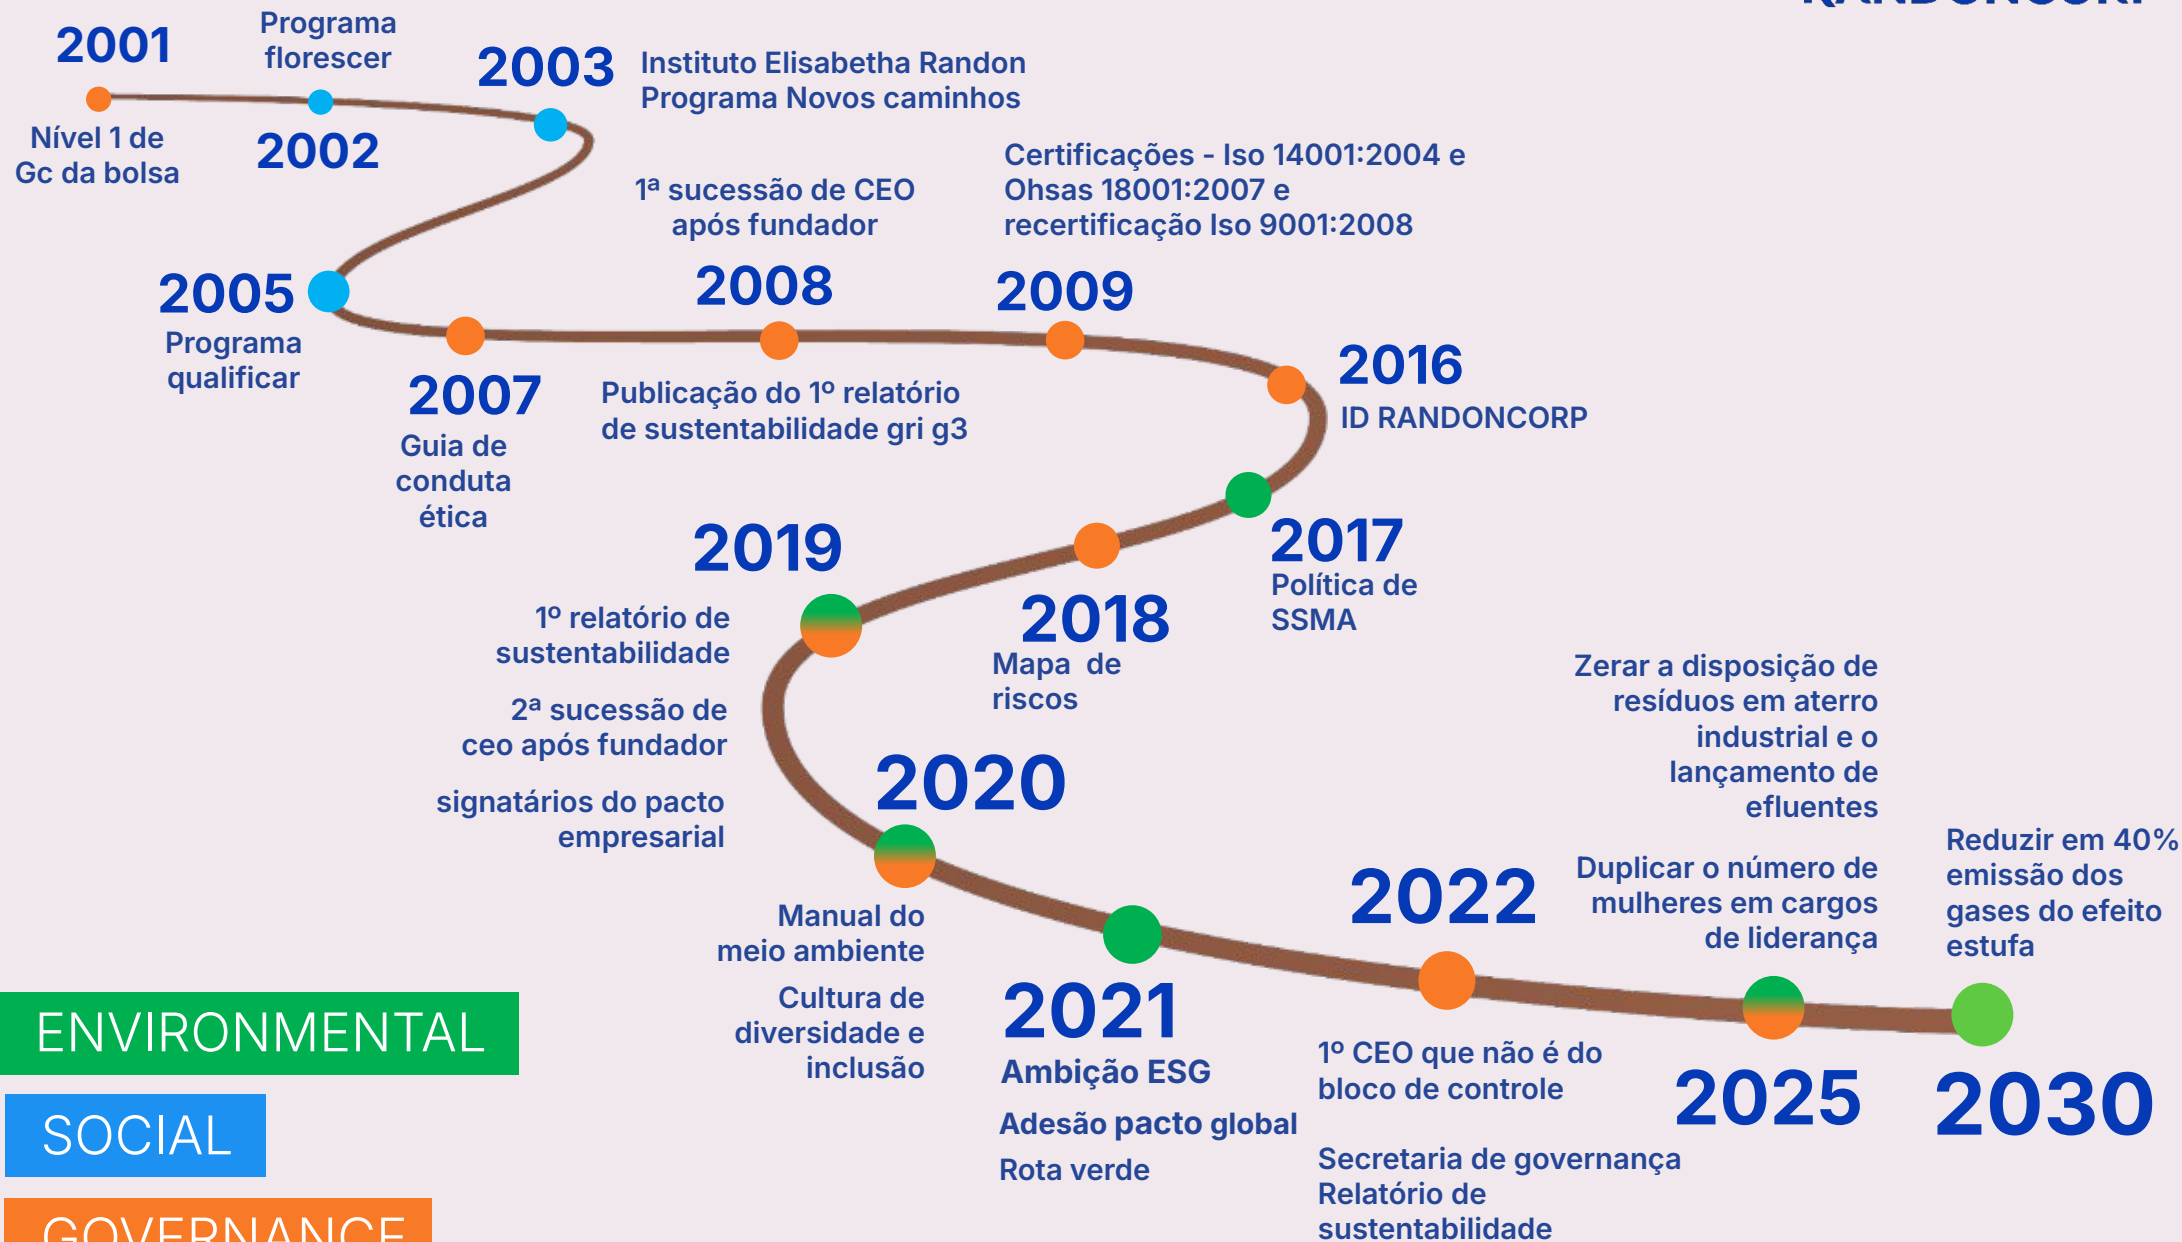 RANDONCORP
2001
Nível 1 de
Gc da bolsa
Programa
florescer
2002
2003
Instituto Elisabetha Randon
Programa Novos caminhos
2005
Programa
qualificar
2007
Guia de
conduta
ética
1ª sucessão de CEO
após fundador
2008
Publicação do 1º relatório
de sustentabilidade gri g3
Certificações - Iso 14001:2004 e
Ohsas 18001:2007 e
recertificação Iso 9001:2008
2009
2016
ID RANDONCORP
2017
Política de
SSMA
2018
Mapa de
riscos
2019
1º relatório de
sustentabilidade
2ª sucessão de
ceo após fundador
signatários do pacto
empresarial
2020
Manual do
meio ambiente
Cultura de
diversidade e
inclusão
2021
Ambição ESG
Adesão pacto global
Rota verde
2022
1º CEO que não é do
bloco de controle
Secretaria de governança
Relatório de
sustentabilidade
Zerar a disposição de
resíduos em aterro
industrial e o
lançamento de
efluentes
Duplicar o número de
mulheres em cargos
de liderança
2025
Reduzir em 40%
emissão dos
gases do efeito
estufa
2030
ENVIRONMENTAL
SOCIAL
GOVERNANCE